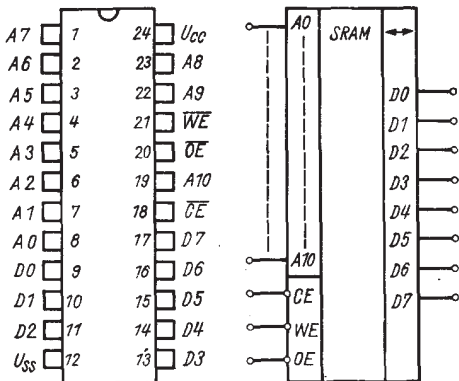 A7 1 24 Ucc
A6 2 23 A8
A5 3 22 A9
A4 4 21 W̅E̅
A3 5 20 O̅E̅
A2 6 19 A10
A1 7 18 C̅E̅
A0 8 17 D7
D0 9 16 D6
D1 10 15 D5
D2 11 14 D4
Uss 12 13 D3
A0 SRAM ↔
D0
D1
D2
D3
D4
D5
A10 D6
CE D7
WE
OE